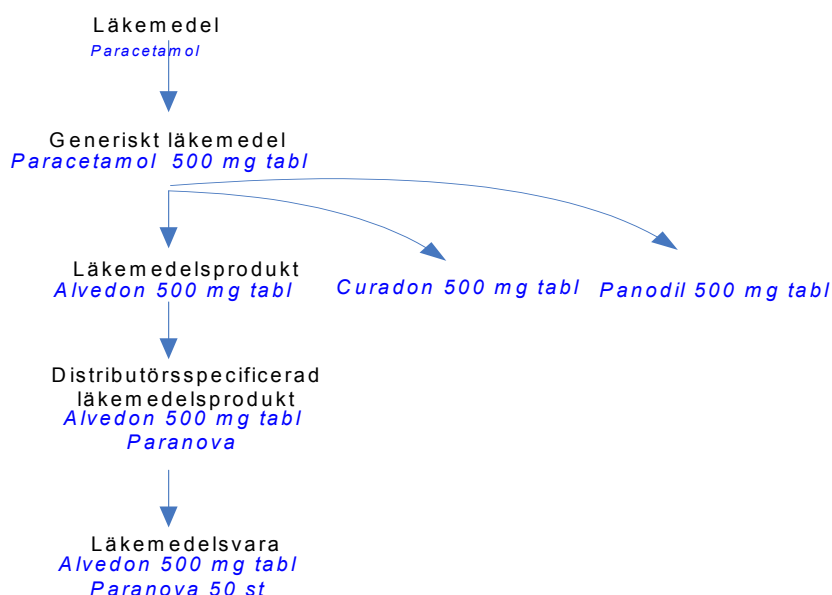 Läkemedel
Paracetamol
Generiskt läkemedel
Paracetamol 500 mg tabl
Läkemedelsprodukt
Alvedon 500 mg tabl
Curadon 500 mg tabl
Panodil 500 mg tabl
Distributörsspecificerad
läkemedelsprodukt
Alvedon 500 mg tabl
Paranova
Läkemedelsvara
Alvedon 500 mg tabl
Paranova 50 st